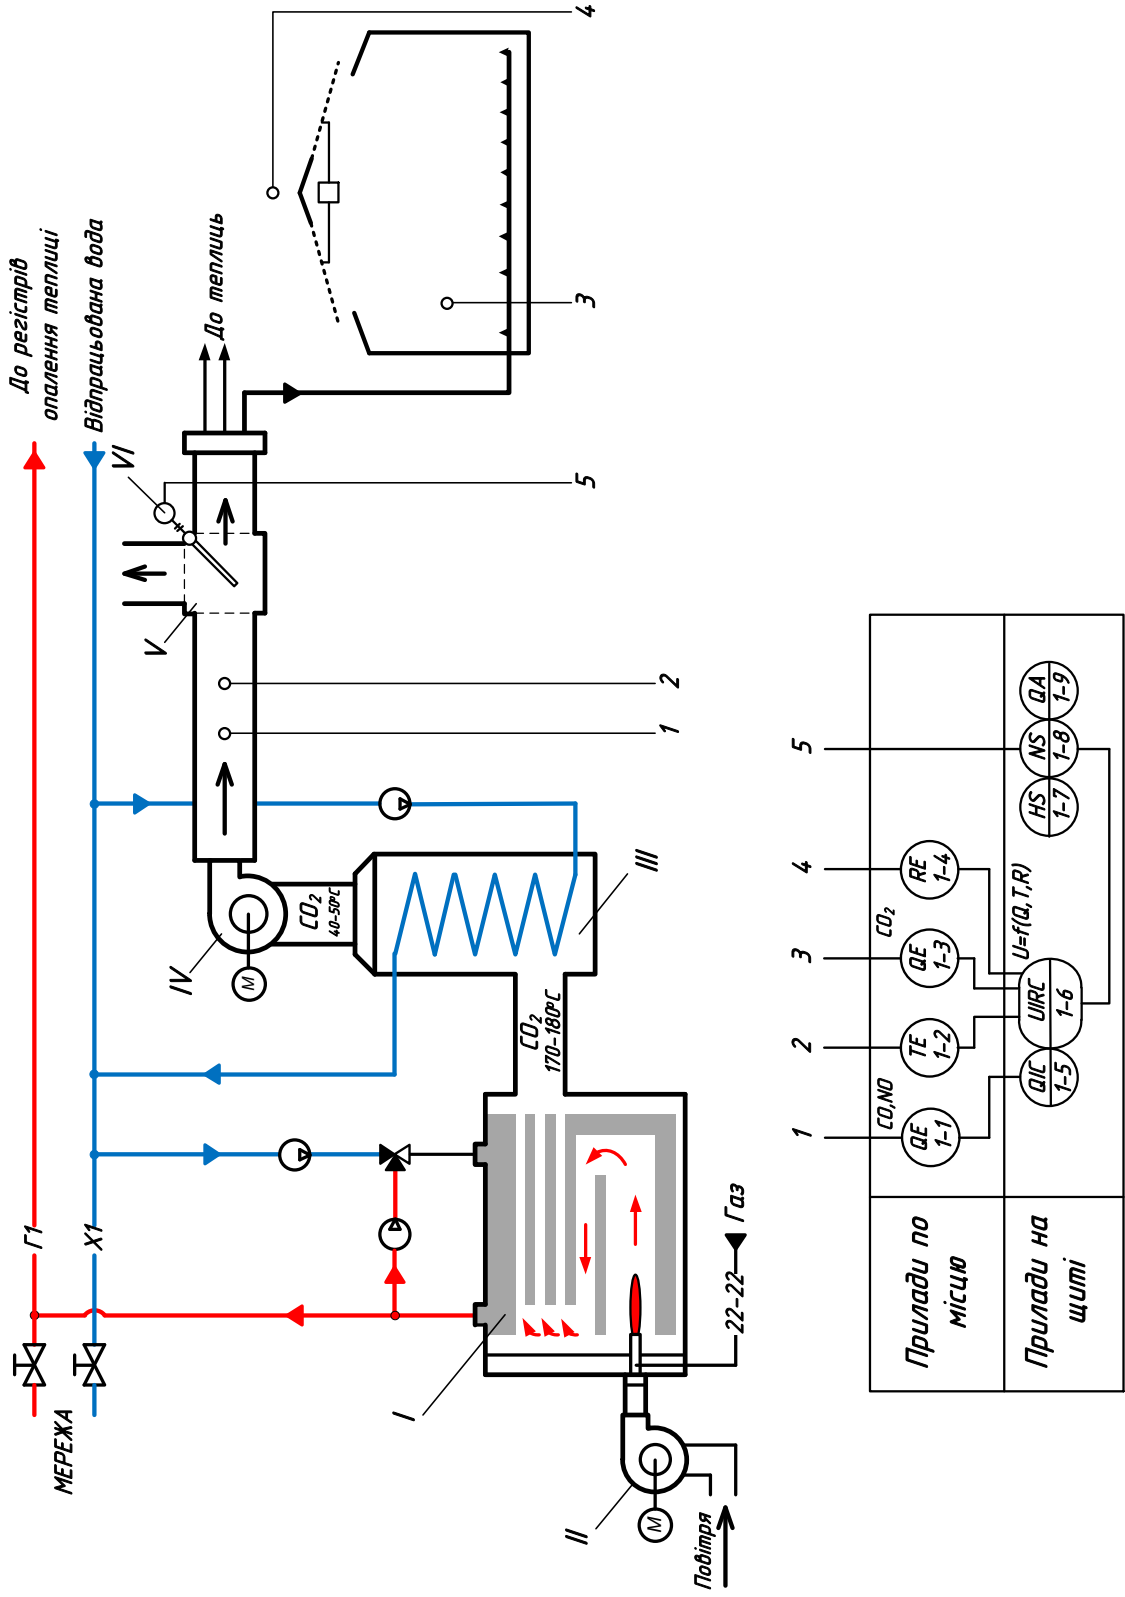 До регістрів
опалення теплиці
Відпрацьована вода
До теплиць
МЕРЕЖА
Г1
Х1
VI
V
IV
M
CO2
40-50°C
III
CO2
170-180°C
I
II
M
Повітря
22-22
Газ
1
2
5
3
4
1
2
3
4
5
Прилади по
місцю
CO,NO
QE
1-1
TE
1-2
CO2
QE
1-3
RE
1-4
Прилади на
щиті
QIC
1-5
UIRC
1-6
U=f(Q,T,R)
HS
1-7
NS
1-8
QA
1-9